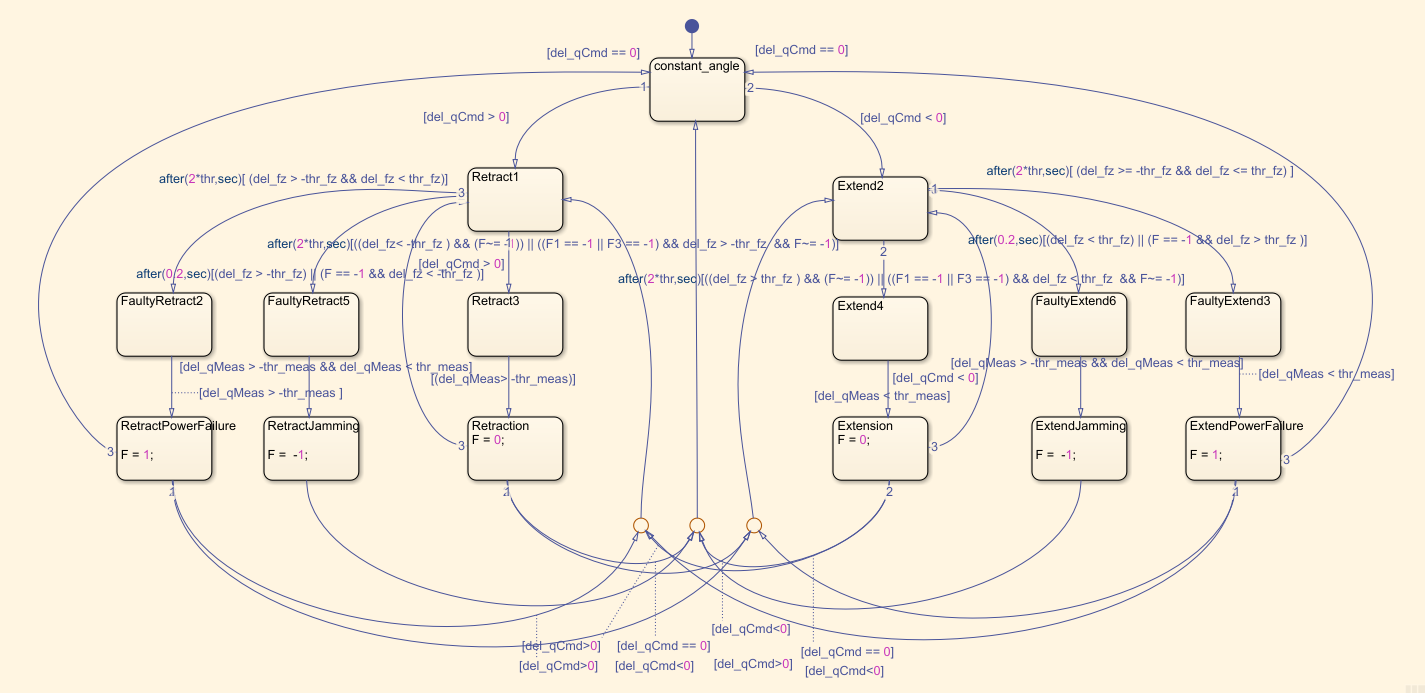 [del_qCmd == 0]
[del_qCmd == 0]
constant_angle
1
2
[del_qCmd > 0]
[del_qCmd < 0]
after(2*thr,sec)[ (del_fz > -thr_fz && del_fz < thr_fz)]
Retract1
3
Extend2
1
after(2*thr,sec)[ (del_fz >= -thr_fz && del_fz <= thr_fz) ]
after(2*thr,sec)[((del_fz< -thr_fz ) && (F~= -1)) || ((F1 == -1 || F3 == -1) && del_fz > -thr_fz && F~= -1)]
after(0.2,sec)[(del_fz < thr_fz) || (F == -1 && del_fz > thr_fz )]
2
[del_qCmd > 0]
after(0.2,sec)[(del_fz > -thr_fz) || (F == -1 && del_fz < -thr_fz )]
after(2*thr,sec)[((del_fz > thr_fz ) && (F~= -1)) || ((F1 == -1 || F3 == -1) && del_fz < thr_fz && F~= -1)]
FaultyRetract2
FaultyRetract5
Retract3
Extend4
FaultyExtend6
FaultyExtend3
[del_qMeas > -thr_meas && del_qMeas < thr_meas]
[(del_qMeas> -thr_meas)]
[del_qMeas > -thr_meas ]
[del_qMeas > -thr_meas && del_qMeas < thr_meas]
[del_qCmd < 0]
[del_qMeas < thr_meas]
[del_qMeas < thr_meas]
RetractPowerFailure
F = 1;
3
RetractJamming
F = -1;
Retraction
F = 0;
3
Extension
F = 0;
3
ExtendJamming
F = -1;
ExtendPowerFailure
F = 1;
3
1
1
2
1
[del_qCmd<0]
[del_qCmd>0]
[del_qCmd == 0]
[del_qCmd == 0]
[del_qCmd>0]
[del_qCmd<0]
[del_qCmd>0]
[del_qCmd<0]